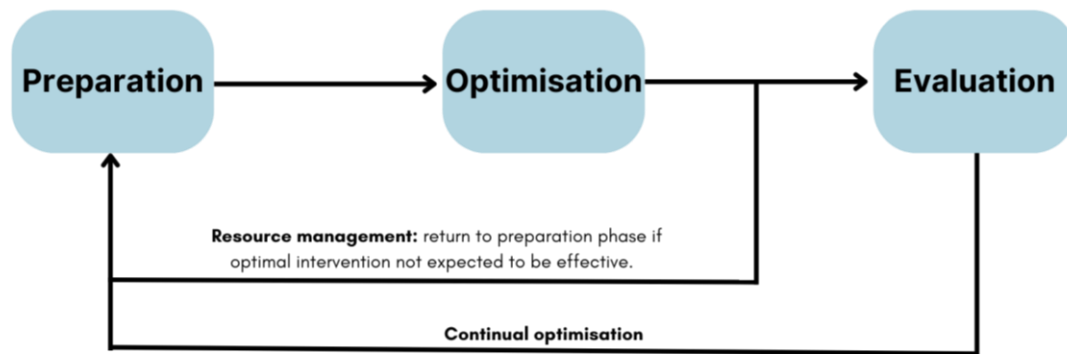 Preparation
Optimisation
Evaluation
Resource management: return to preparation phase if
optimal intervention not expected to be effective.
Continual optimisation